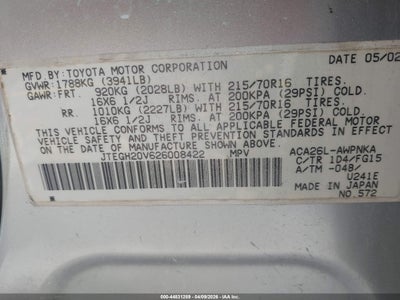 MFD.BY:TOYOTA MOTOR CORPORATION DATE 05/02
GVWR:1788KG (3941LB)
GAWR:FRT. 920KG (2028LB) WITH 215/70R16 TIRES.
16X6 1/2J RIMS. AT 200KPA (29PSI) COLD.
RR. 1010KG (2227LB) WITH 215/70R16 TIRES.
16X6 1/2J RIMS. AT 200KPA (29PSI) COLD.
THIS VEHICLE CONFORMS TO ALL APPLICABLE FEDERAL MOTOR
VEHICLE SAFETY AND BUMPER STANDARDS IN EFFECT ON THE
DATE OF MANUFACTURE SHOWN ABOVE.
JTEGH20V626008422 MPV ACA26L-AWPNKA
C/TR 1D4/FG15
A/TM -04B/
U241E
MADE IN JAPAN
NO.572
000-44631269 - 04/09/2026 - IAA, LLC